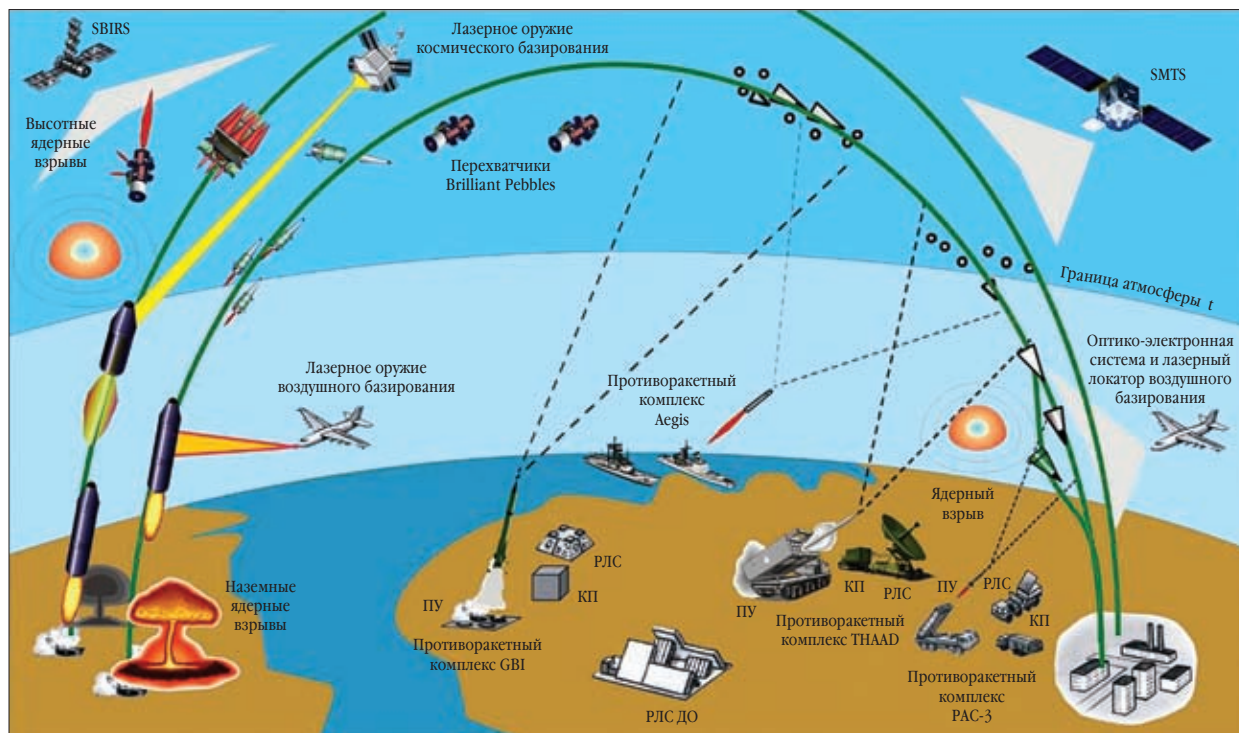 SBIRS
Лазерное оружие
космического базирования
SMTS
Высотные
ядерные
взрывы
Перехватчики
Brilliant Pebbles
Граница атмосферы t
Лазерное оружие
воздушного базирования
Противоракетный
комплекс
Aegis
Оптико-электронная
система и лазерный
локатор воздушного
базирования
Ядерный
взрыв
Наземные
ядерные
взрывы
РЛС
КП
ПУ
Противоракетный
комплекс GBI
РЛС ДО
ПУ
КП
РЛС
Противоракетный
комплекс THAAD
ПУ
РЛС
КП
Противоракетный
комплекс
PAC-3